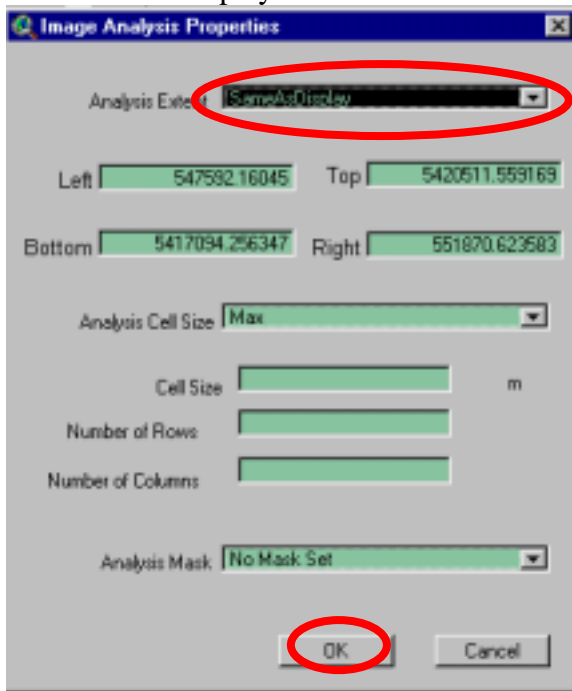 Image Analysis Properties
Analysis Extent SameAsDisplay
Left 547592.16045 Top 5420511.559169
Bottom 5417094.256347 Right 551870.623583
Analysis Cell Size Max
Cell Size m
Number of Rows
Number of Columns
Analysis Mask No Mask Set
OK Cancel